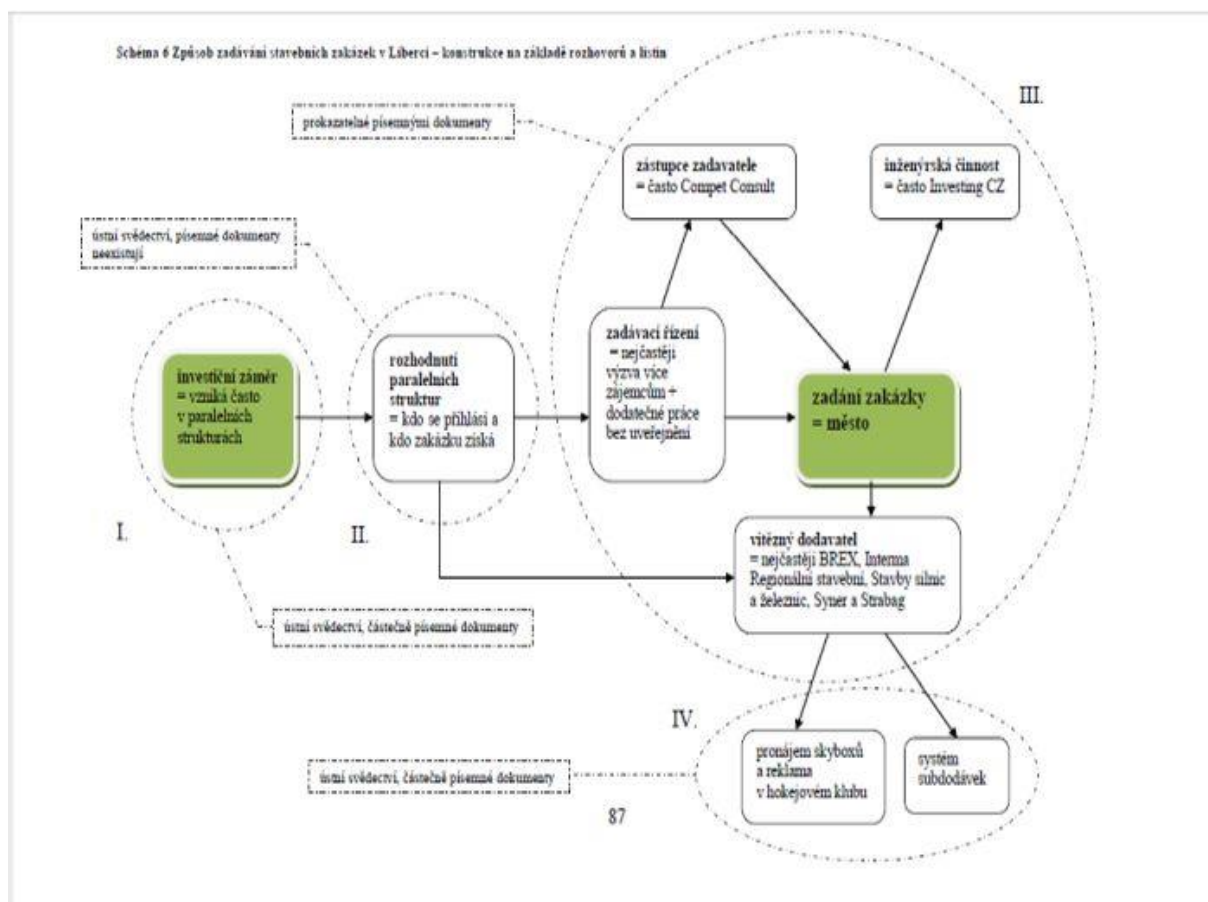 Schéma 6 Způsob zadávání stavebních zakázek v Liberci – konstrukce na základě rozhovorů a listin
III.
prokazatelné písemnými dokumenty
zástupce zadavatele
= často Compet Consult
inženýrská činnost
= často Investing CZ
ústní svědectví, písemné dokumenty
neexistují
investiční záměr
= vzniká často
v paralelních
strukturách
rozhodnutí
paralelních
struktur
= kdo se přihlásí a
kdo zakázku získá
zadávací řízení
= nejčastěji
výzva více
zájemcům +
dodatečné práce
bez uveřejnění
zadání zakázky
= město
I.
II.
vítězný dodavatel
= nejčastěji BREX, Interma
Regionální stavební, Stavby silnic
a železnic, Syner a Strabag
ústní svědectví, částečně písemné dokumenty
IV.
ústní svědectví, částečně písemné dokumenty
pronájem skyboxů
a reklama
v hokejovém klubu
systém
subdodávek
87